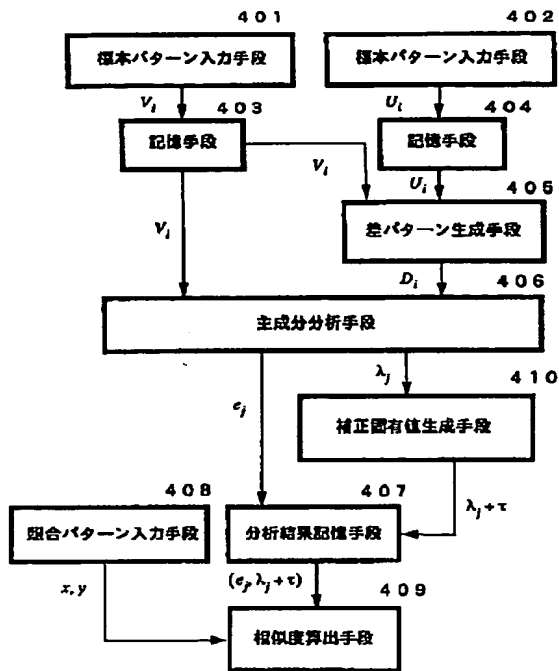 401
標本パターン入力手段
402
標本パターン入力手段
Vi
403
記憶手段
Ui
404
記憶手段
Vi
Ui
405
差パターン生成手段
Vi
Di
406
主成分分析手段
ej
λj
410
補正固有値生成手段
408
照合パターン入力手段
407
分析結果記憶手段
λj+τ
x, y
(ej, λj+τ)
409
相似度算出手段